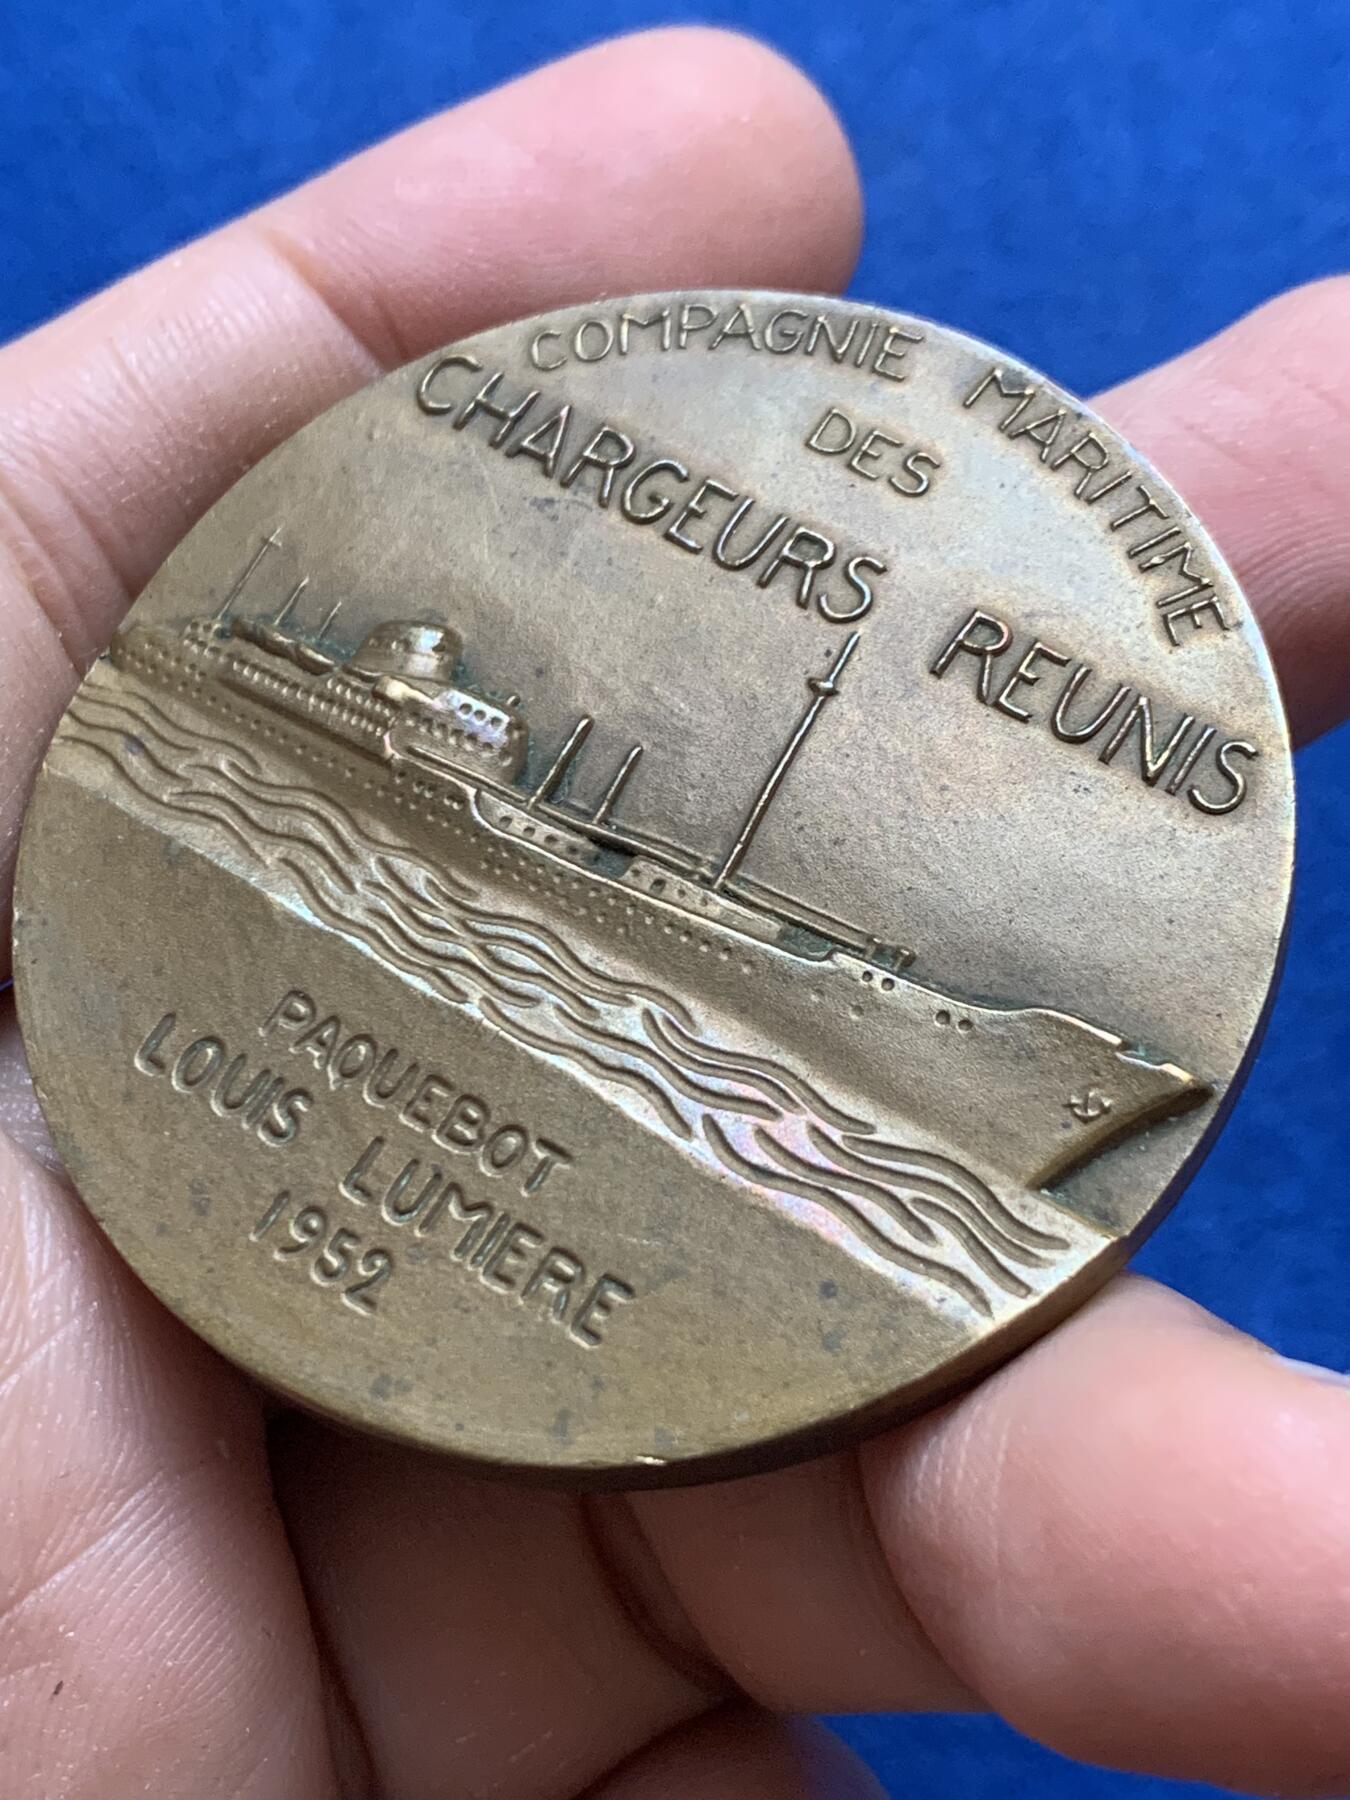 COMPAGNIE MARITIME
DES
CHARGEURS REUNIS
PAQUEBOT
LOUIS LUMIERE
1952